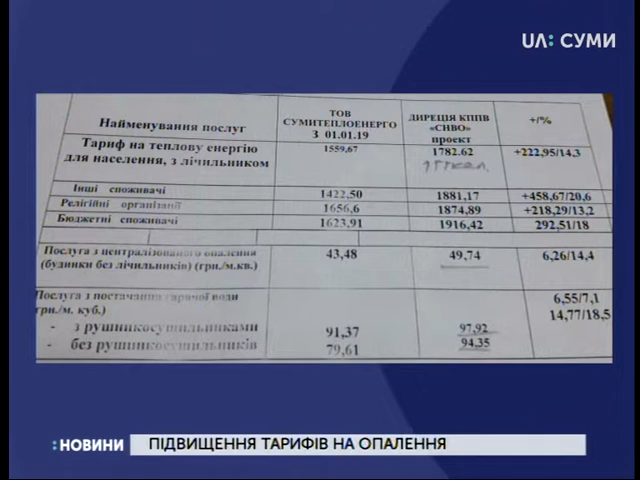 UA: СУМИ
Найменування послуг
ТОВ
СУМИТЕПЛОЕНЕРГО
З 01.01.19
ДИРЕЦІЯ КППВ
«СНВО»
проект
+/%
Тариф на теплову енергію
для населення, з лічильником
1559,67
1782.62
+222,95/14,3
Інші споживачі
1422,50
1881,17
+458,67/20,6
Релігійні організації
1656,6
1874,89
+218,29/13,2
Бюджетні споживачі
1623,91
1916,42
292,51/18
Послуга з централізованого опалення
(будинки без лічильників) (грн./м.кв.)
43,48
49,74
6,26/14,4
Послуга з постачання гарячої води
грн./м. куб.)
6,55/7,1
14,77/18,5
- з рушникосушильниками
91,37
97,92
- без рушникосушильників
79,61
94,35
:НОВИНИ
ПІДВИЩЕННЯ ТАРИФІВ НА ОПАЛЕННЯ